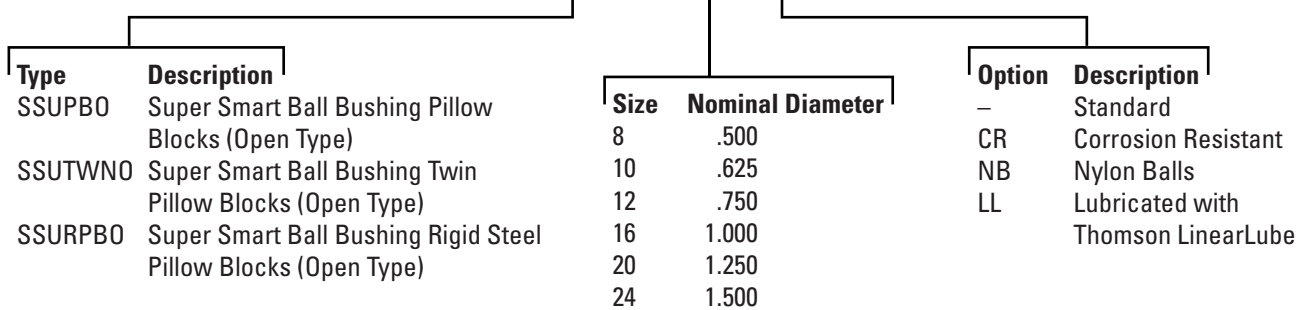 Type Description
SSUPBO Super Smart Ball Bushing Pillow
Blocks (Open Type)
SSUTWNO Super Smart Ball Bushing Twin
Pillow Blocks (Open Type)
SSURPBO Super Smart Ball Bushing Rigid Steel
Pillow Blocks (Open Type)
Size Nominal Diameter
8 .500
10 .625
12 .750
16 1.000
20 1.250
24 1.500
Option Description
– Standard
CR Corrosion Resistant
NB Nylon Balls
LL Lubricated with
Thomson LinearLube